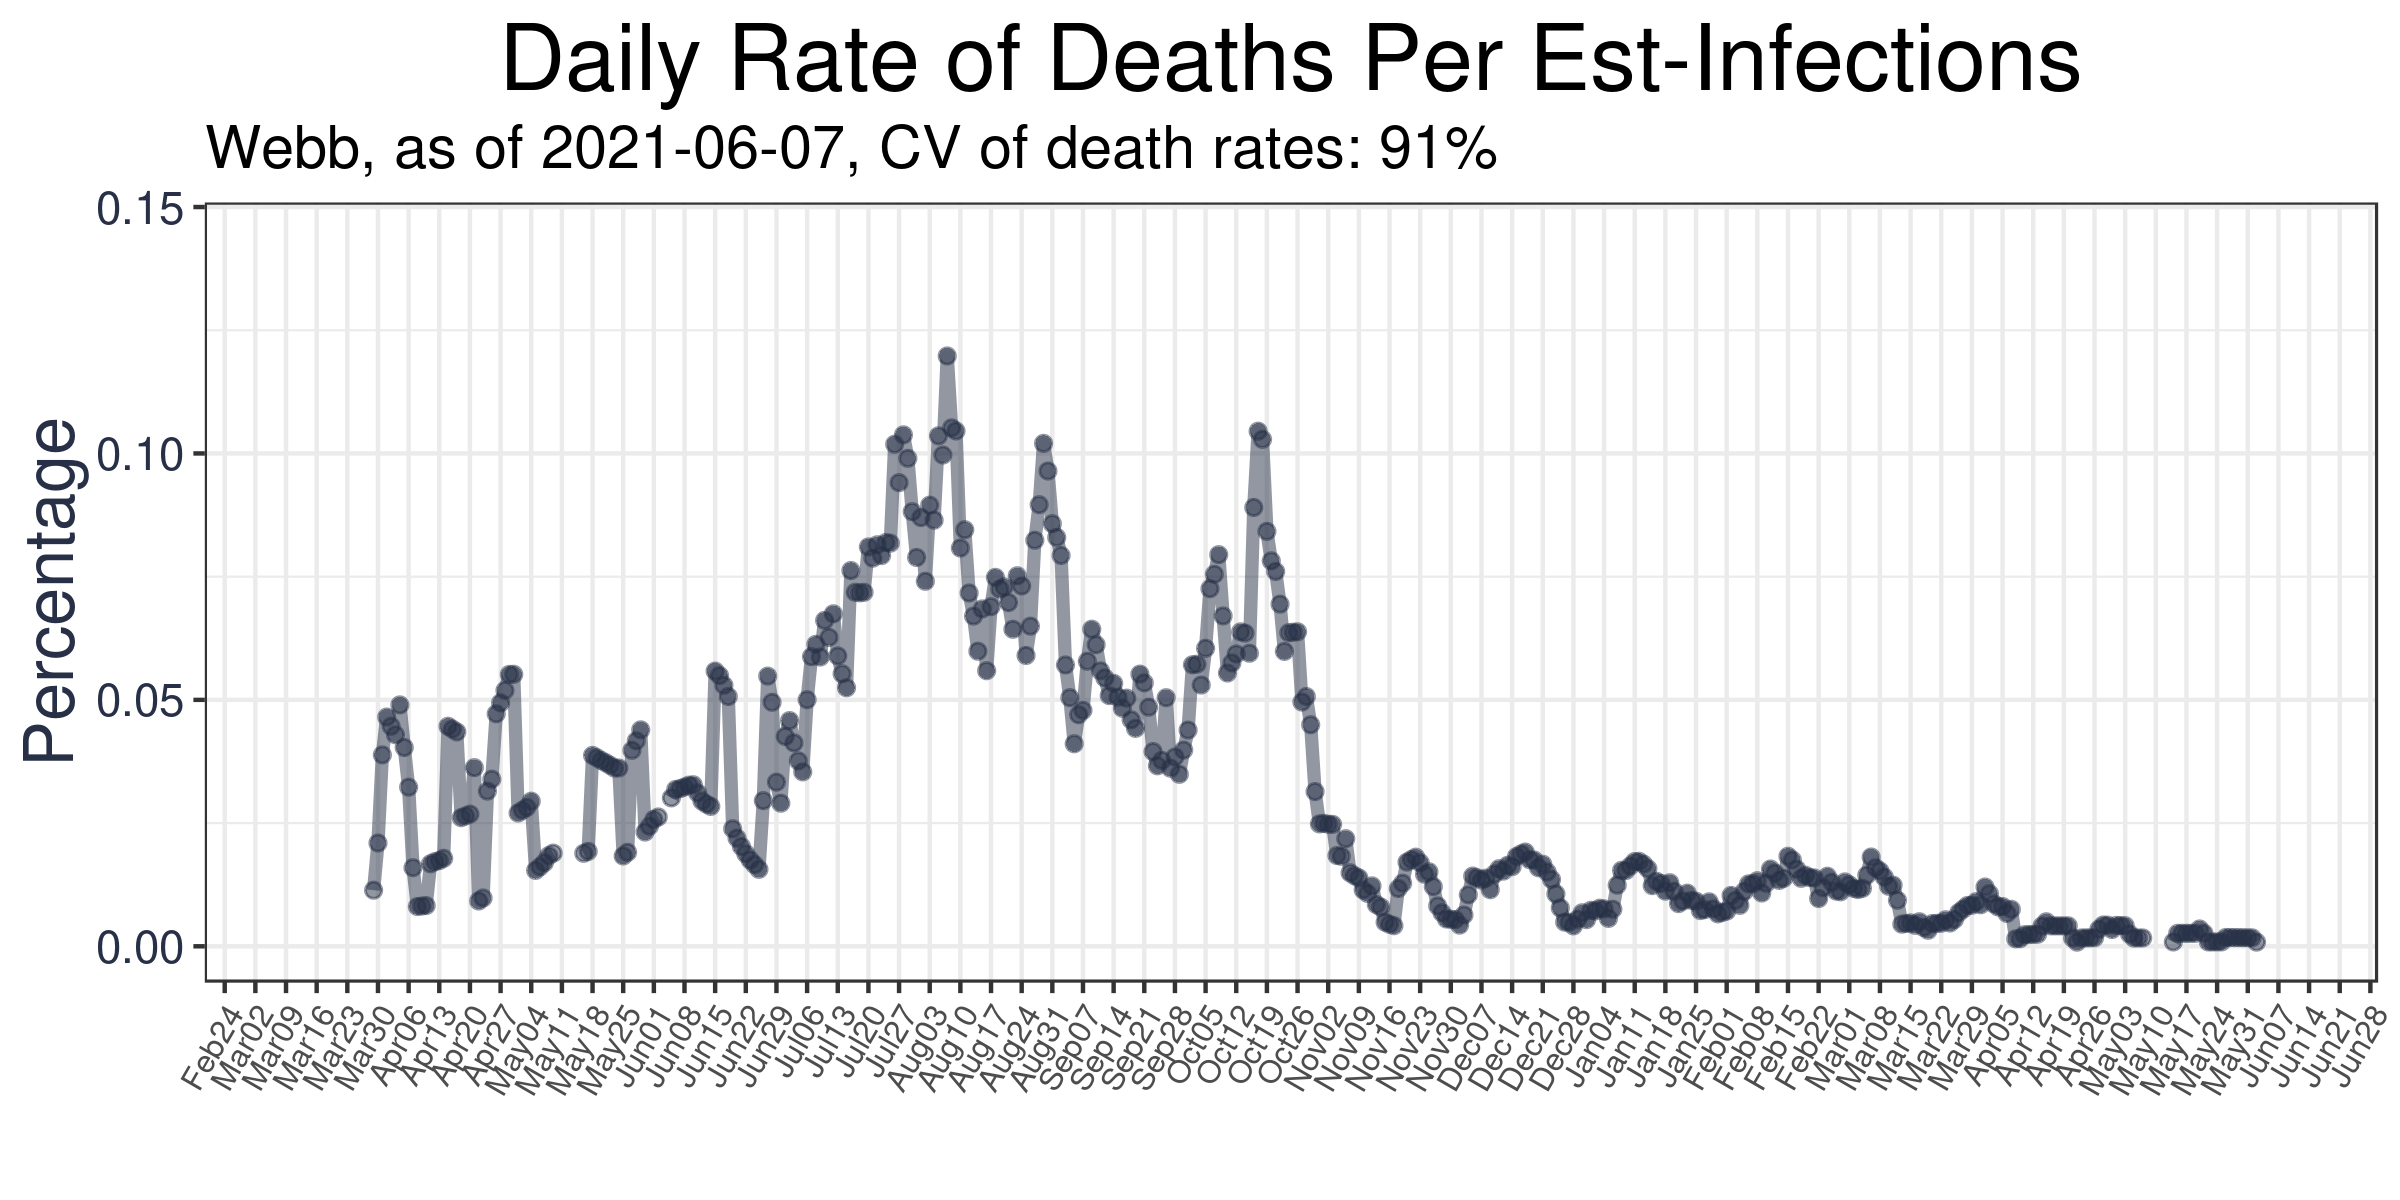 Daily Rate of Deaths Per Est-Infections
Webb, as of 2021-06-07, CV of death rates: 91%
Percentage
0.15
0.10
0.05
0.00
Feb24
Mar02
Mar09
Mar16
Mar23
Mar30
Apr06
Apr13
Apr20
Apr27
May04
May11
May18
May25
Jun01
Jun08
Jun15
Jun22
Jun29
Jul06
Jul13
Jul20
Jul27
Aug03
Aug10
Aug17
Aug24
Aug31
Sep07
Sep14
Sep21
Sep28
Oct05
Oct12
Oct19
Oct26
Nov02
Nov09
Nov16
Nov23
Nov30
Dec07
Dec14
Dec21
Dec28
Jan04
Jan11
Jan18
Jan25
Feb01
Feb08
Feb15
Feb22
Mar01
Mar08
Mar15
Mar22
Mar29
Apr05
Apr12
Apr19
Apr26
May03
May10
May17
May24
May31
Jun07
Jun14
Jun21
Jun28